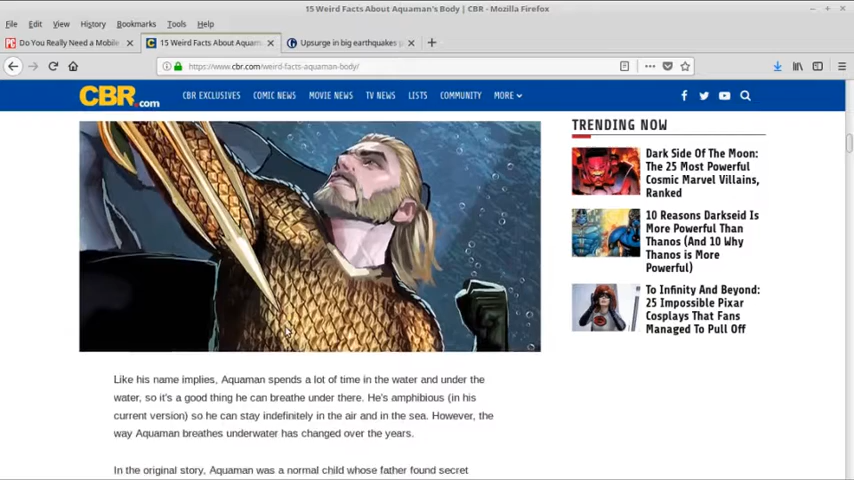 15 Weird Facts About Aquaman's Body | CBR - Mozilla Firefox
File Edit View History Bookmarks Tools Help
Do You Really Need a Mobile
15 Weird Facts About Aquam
Upsurge in big earthquakes p
https://www.cbr.com/weird-facts-aquaman-body/
CBR.com
CBR EXCLUSIVES COMIC NEWS MOVIE NEWS TV NEWS LISTS COMMUNITY MORE
TRENDING NOW
Dark Side Of The Moon:
The 25 Most Powerful
Cosmic Marvel Villains,
Ranked
10 Reasons Darkseid Is
More Powerful Than
Thanos (And 10 Why
Thanos is More
Powerful)
To Infinity And Beyond:
25 Impossible Pixar
Cosplays That Fans
Managed To Pull Off
Like his name implies, Aquaman spends a lot of time in the water and under the
water, so it's a good thing he can breathe under there. He's amphibious (in his
current version) so he can stay indefinitely in the air and in the sea. However, the
way Aquaman breathes underwater has changed over the years.
In the original story, Aquaman was a normal child whose father found secret